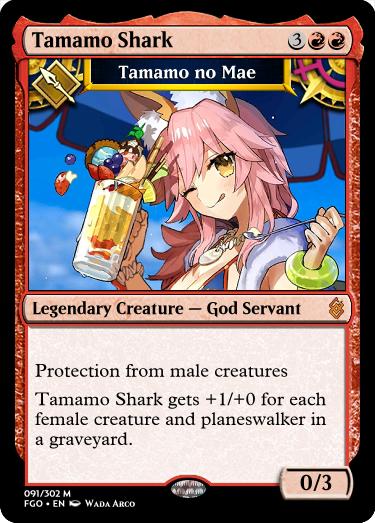 Tamamo Shark 3
Tamamo no Mae
Legendary Creature — God Servant
Protection from male creatures
Tamamo Shark gets +1/+0 for each
female creature and planeswalker in
a graveyard.
0/3
091/302 M
FGO • EN Wada Arco